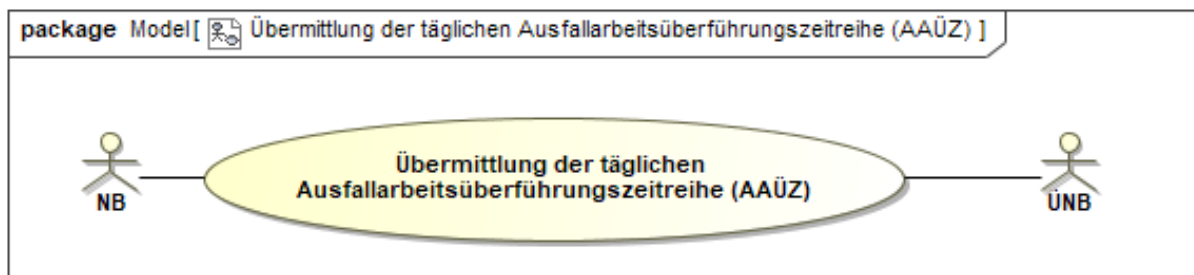 package Model[ Übermittlung der täglichen Ausfallarbeitsüberführungszeitreihe (AAÜZ) ]
Übermittlung der täglichen
Ausfallarbeitsüberführungszeitreihe (AAÜZ)
NB
ÜNB